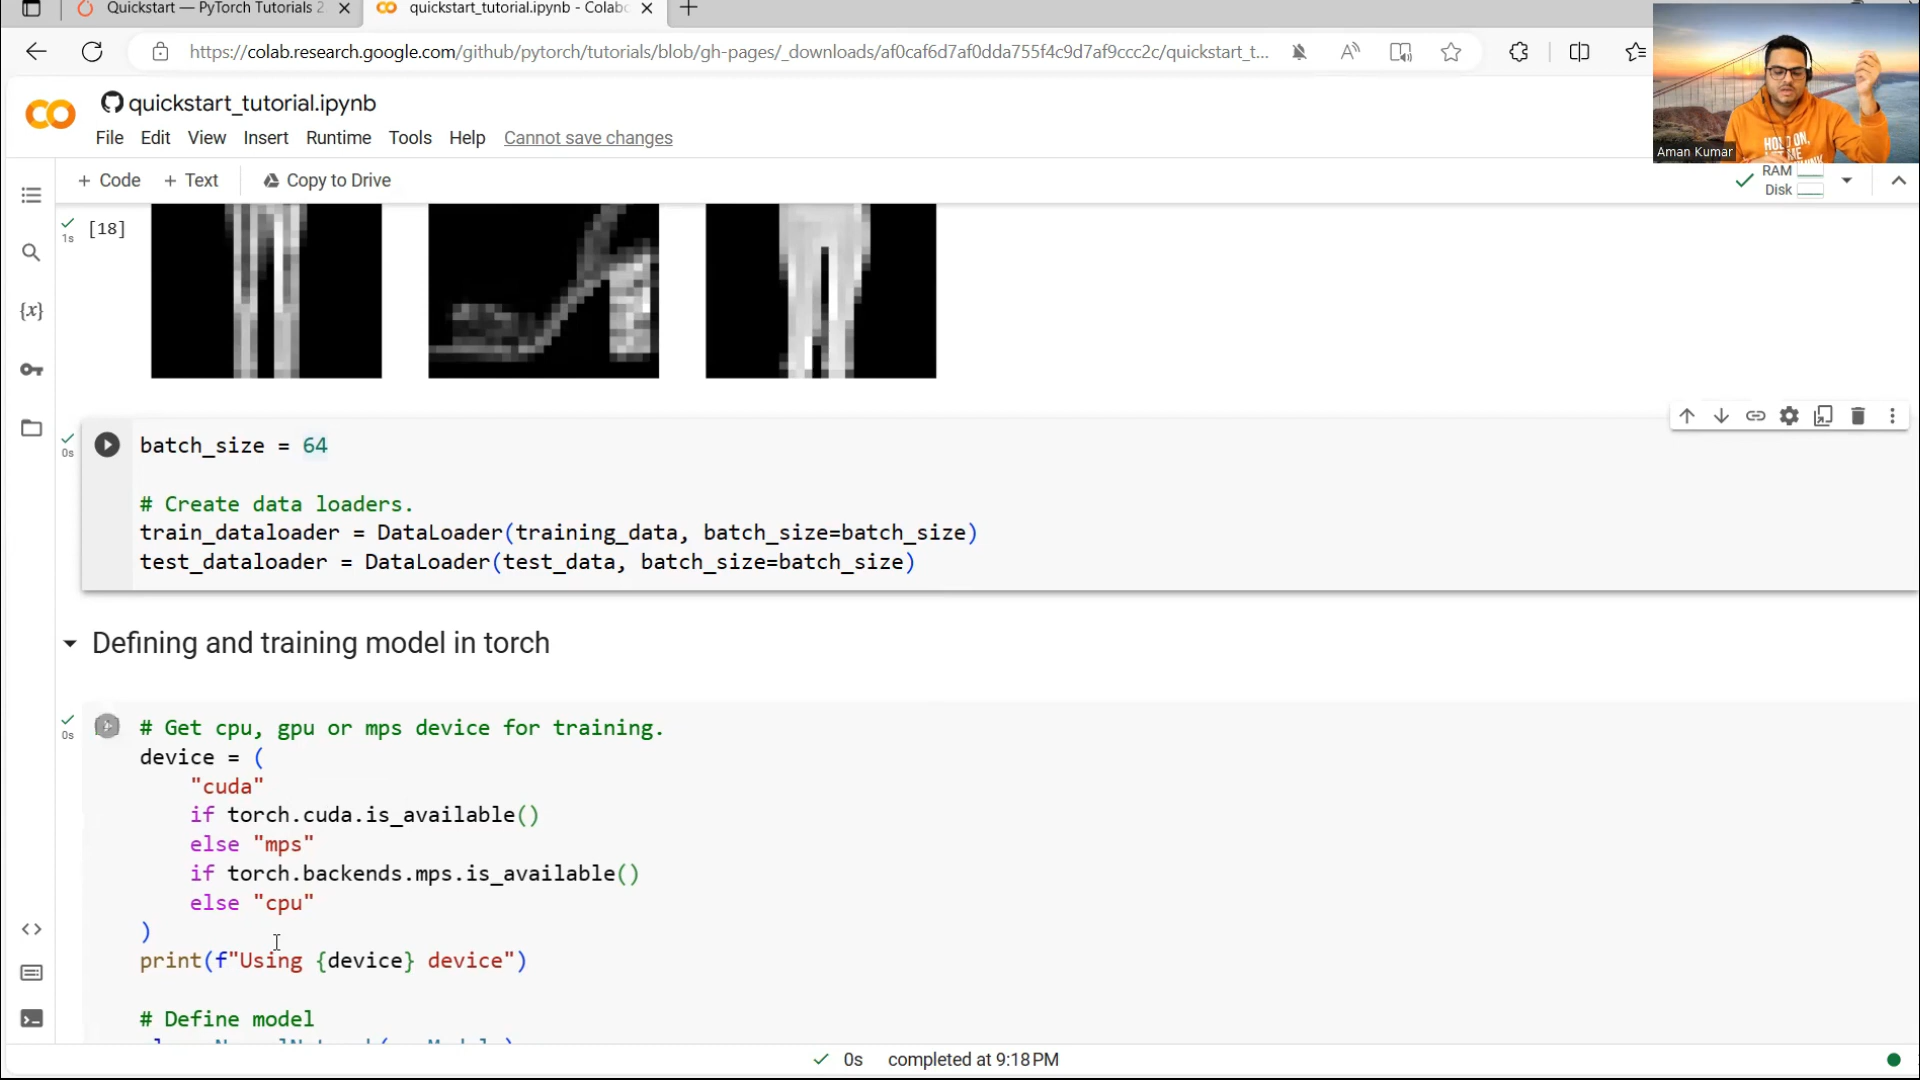 Quickstart — PyTorch Tutorials 2
quickstart_tutorial.ipynb - Colab
https://colab.research.google.com/github/pytorch/tutorials/blob/gh-pages/_downloads/af0caf6d7af0dda755f4c9d7af9ccc2c/quickstart_t...
HOLD ON,
Aman Kumar
quickstart_tutorial.ipynb
File Edit View Insert Runtime Tools Help Cannot save changes
+ Code + Text Copy to Drive
RAM
Disk
[18]
1s
{x}
0s
batch_size = 64
# Create data loaders.
train_dataloader = DataLoader(training_data, batch_size=batch_size)
test_dataloader = DataLoader(test_data, batch_size=batch_size)
Defining and training model in torch
0s
# Get cpu, gpu or mps device for training.
device = (
"cuda"
if torch.cuda.is_available()
else "mps"
if torch.backends.mps.is_available()
else "cpu"
)
print(f"Using {device} device")
# Define model
0s completed at 9:18 PM